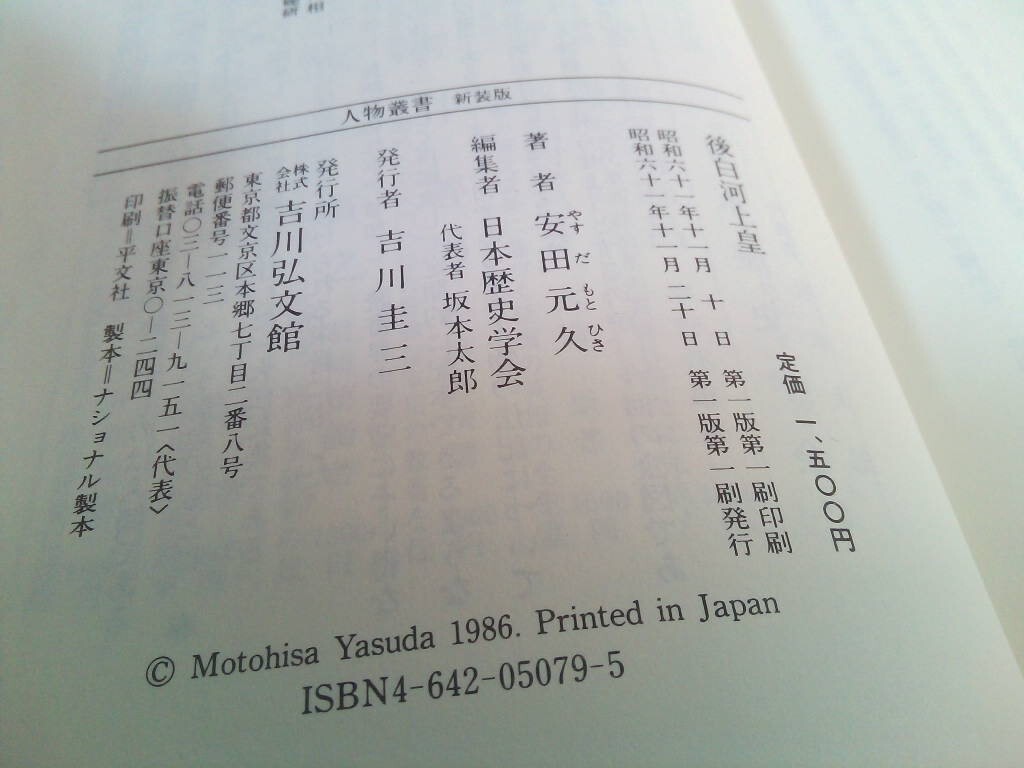 人物叢書 新装版
後白河上皇
昭和六十一年十一月 十 日 第一版第一刷印刷
昭和六十一年十一月二十日 第一版第一刷発行
定価 一、五〇〇円
著者 安田元久
やす だ もと ひさ
編集者 日本歴史学会
代表者 坂本太郎
発行者 吉川圭三
発行所
株式会社 吉川弘文館
東京都文京区本郷七丁目二番八号
郵便番号一一三
電話〇三―八一三―九一五一〈代表〉
振替口座東京〇―二四四
印刷＝平文社 製本＝ナショナル製本
© Motohisa Yasuda 1986. Printed in Japan
ISBN4-642-05079-5